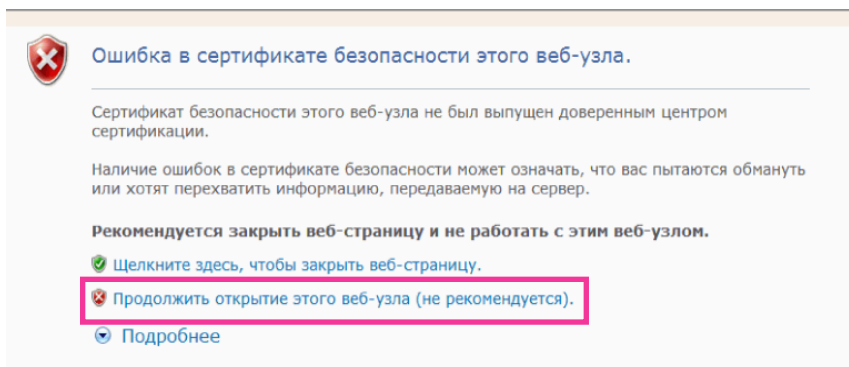 Ошибка в сертификате безопасности этого веб-узла.
Сертификат безопасности этого веб-узла не был выпущен доверенным центром
сертификации.
Наличие ошибок в сертификате безопасности может означать, что вас пытаются обмануть
или хотят перехватить информацию, передаваемую на сервер.
Рекомендуется закрыть веб-страницу и не работать с этим веб-узлом.
Щелкните здесь, чтобы закрыть веб-страницу.
Продолжить открытие этого веб-узла (не рекомендуется).
Подробнее